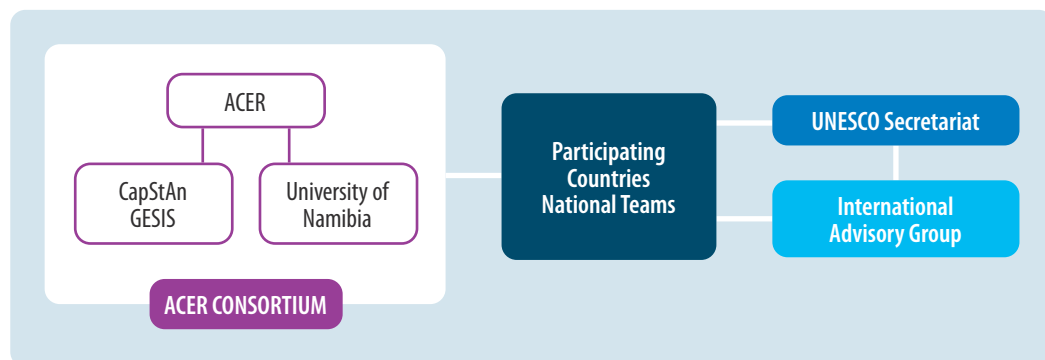 ACER
CapStAn
GESIS
University of
Namibia
ACER CONSORTIUM
Participating
Countries
National Teams
UNESCO Secretariat
International
Advisory Group